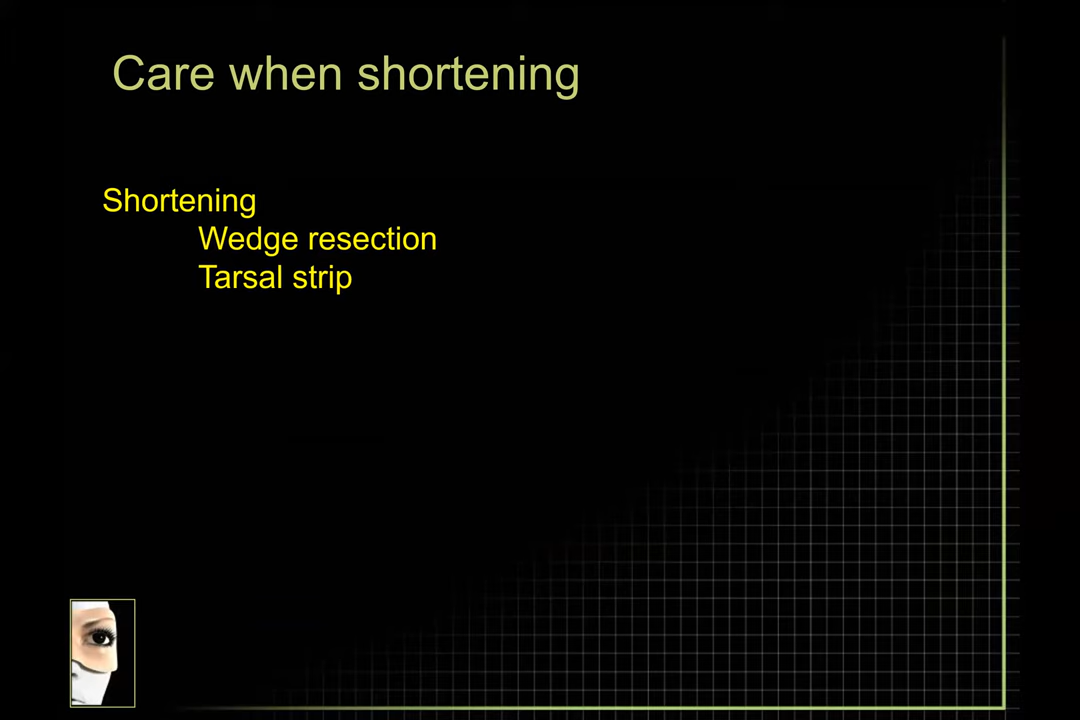 Care when shortening
Shortening
Wedge resection
Tarsal strip